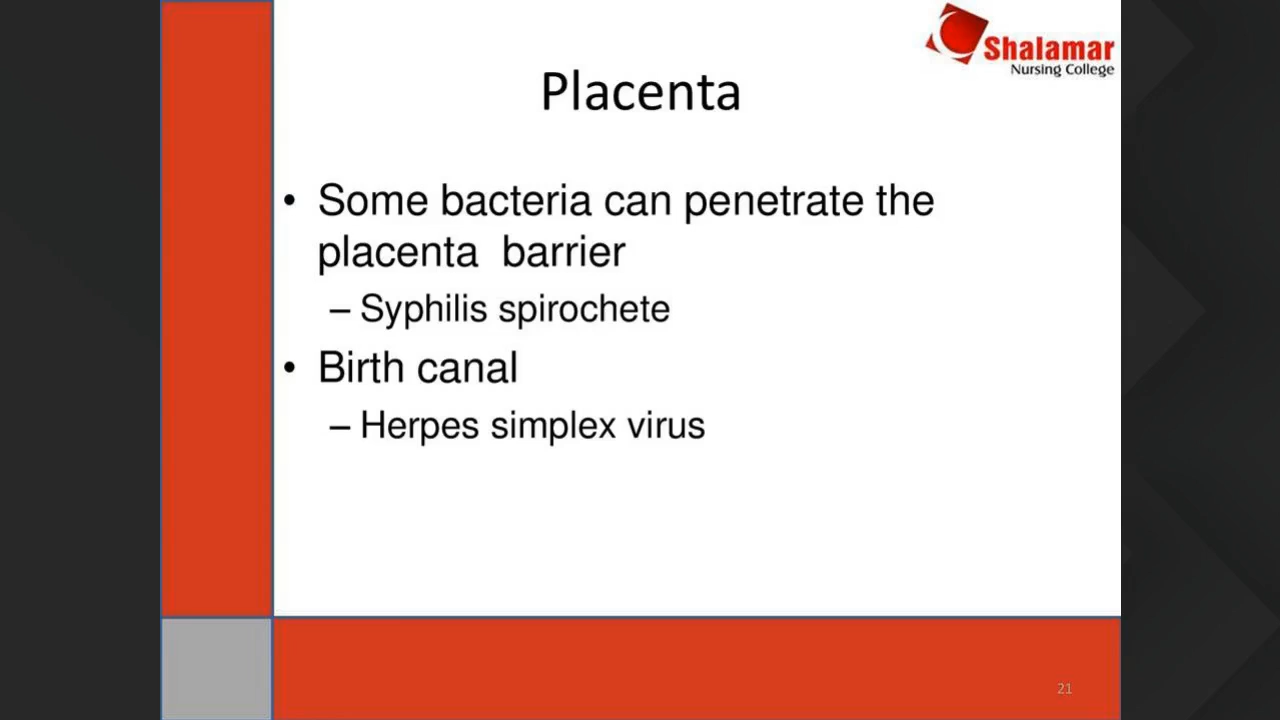 Shalamar
Nursing College
Placenta
• Some bacteria can penetrate the
placenta  barrier
– Syphilis spirochete
• Birth canal
– Herpes simplex virus
21